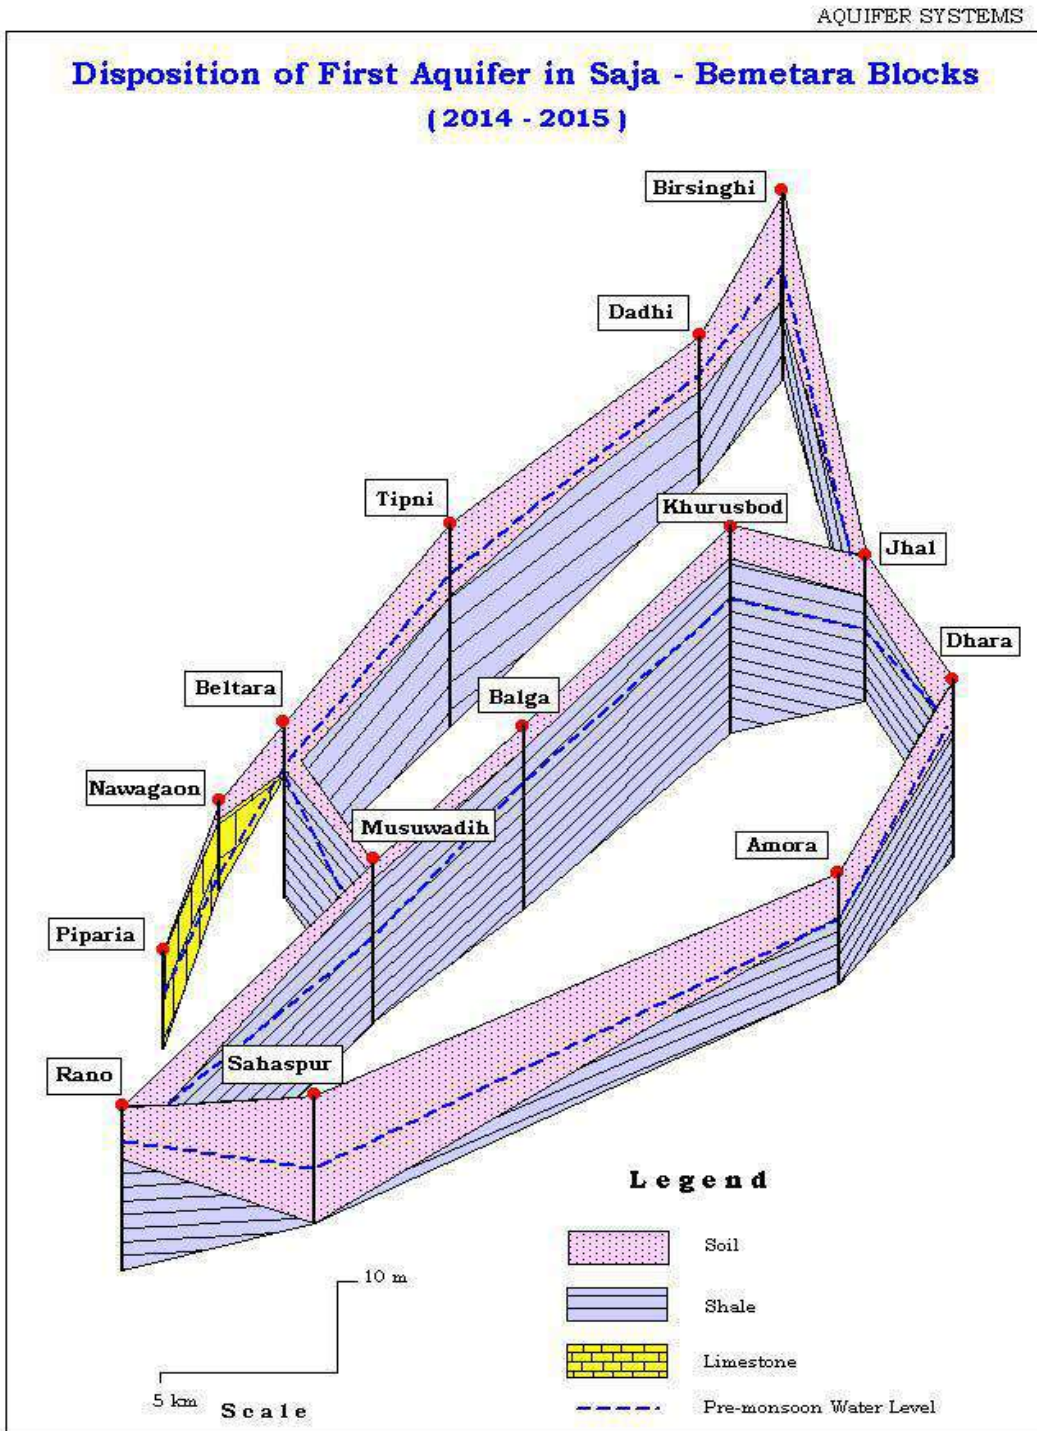 AQUIFER SYSTEMS
Disposition of First Aquifer in Saja - Bemetara Blocks
( 2014 - 2015 )
Birsinghi
Dadhi
Tipni
Khurusbod
Jhal
Dhara
Beltara
Balga
Nawagaon
Musuwadih
Amora
Piparia
Sahaspur
Rano
Legend
Soil
10 m
Shale
Limestone
5 km
Scale
Pre-monsoon Water Level